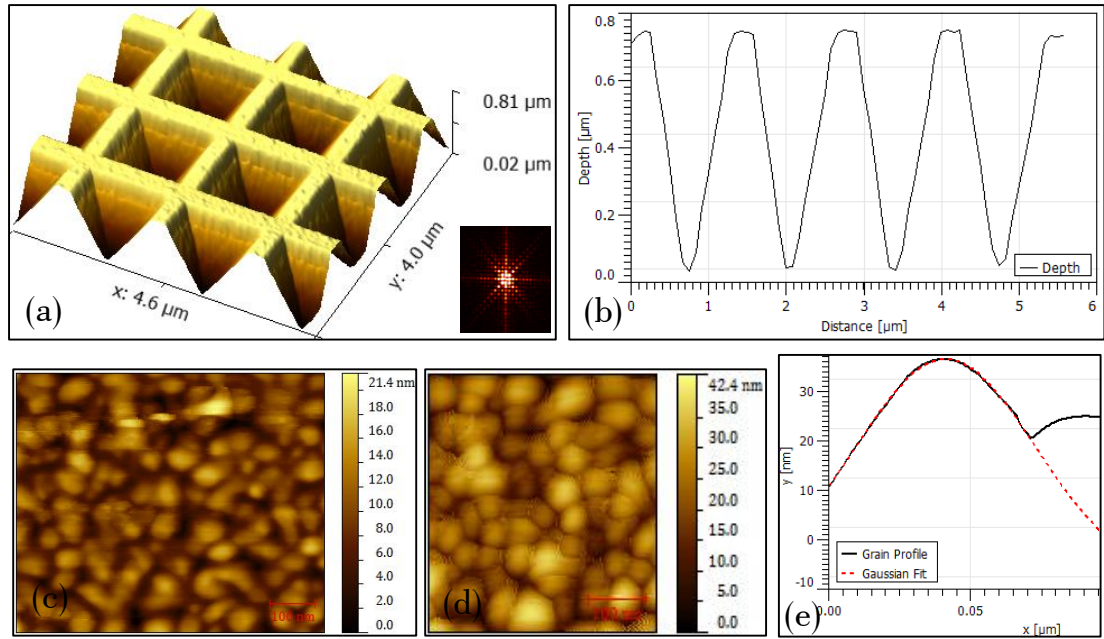 0.81 µm
0.02 µm
y: 4.0 µm
x: 4.6 µm
(a)
0.8
0.6
0.4
0.2
0.0
Depth [µm]
0 1 2 3 4 5 6
Distance [µm]
Depth
(b)
21.4 nm
18.0
16.0
14.0
12.0
10.0
8.0
6.0
4.0
2.0
0.0
100 nm
(c)
42.4 nm
35.0
30.0
25.0
20.0
15.0
10.0
5.0
0.0
(d)
30
20
10
0
-10
y [nm]
Grain Profile
Gaussian Fit
0.00 0.05
x [µm]
(e)